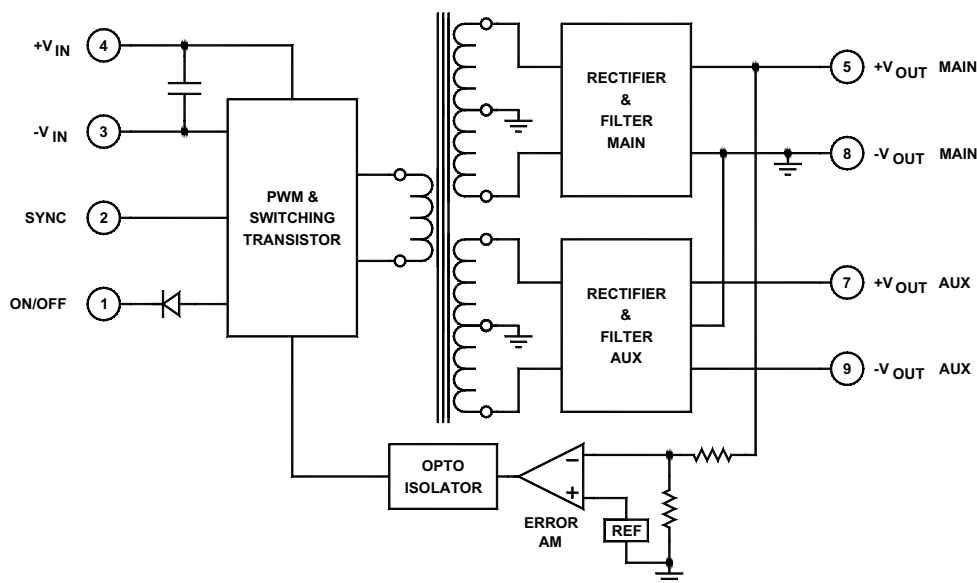 +V IN
4
-V IN
3
SYNC
2
ON/OFF
1
PWM &
SWITCHING
TRANSISTOR
RECTIFIER
&
FILTER
MAIN
5
+V OUT MAIN
8
-V OUT MAIN
RECTIFIER
&
FILTER
AUX
7
+V OUT AUX
9
-V OUT AUX
OPTO
ISOLATOR
−
+
ERROR
AM
REF